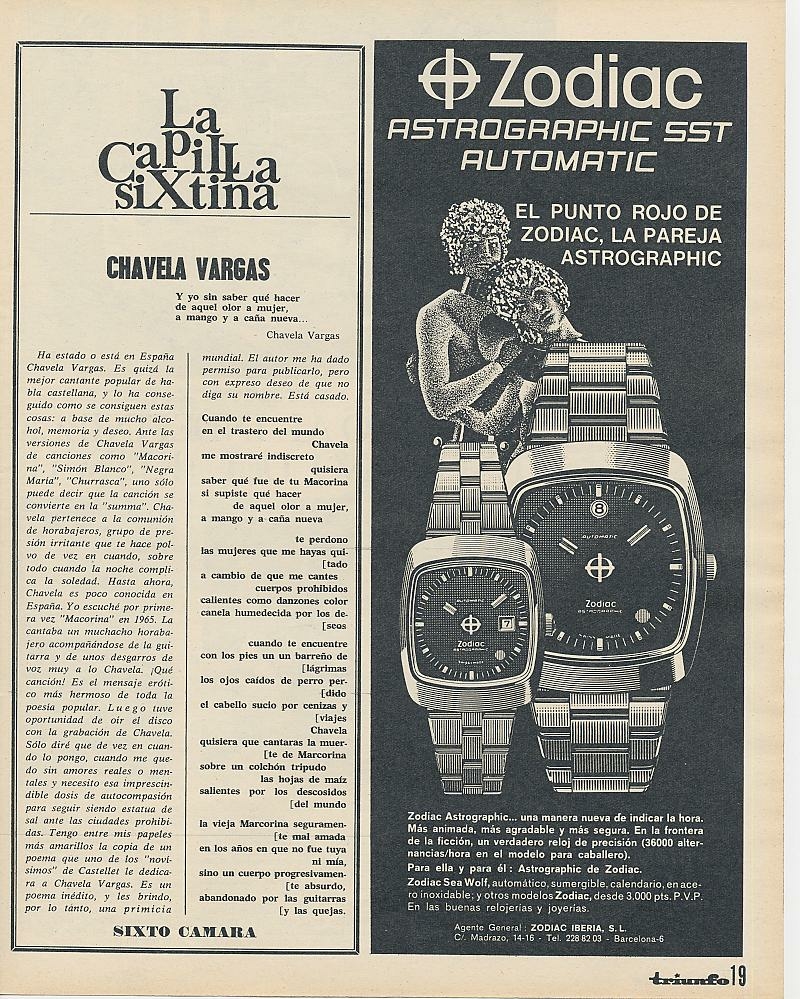 La
CaPiLLa
siXtina
CHAVELA VARGAS
Y yo sin saber qué hacer
de aquel olor a mujer,
a mango y a caña nueva...
Chavela Vargas
Ha estado o está en España
Chavela Vargas. Es quizá la
mejor cantante popular de ha-
bla castellana, y lo ha conse-
guido como se consiguen estas
cosas: a base de mucho alco-
hol, memoria y deseo. Ante las
versiones de Chavela Vargas
de canciones como "Macori-
na", "Simón Blanco", "Negra
María", "Churrasca", uno sólo
puede decir que la canción se
convierte en la "summa". Cha-
vela pertenece a la comunión
de horabajeros, grupo de pre-
sión irritante que te hace pol-
vo de vez en cuando, sobre
todo cuando la noche compli-
ca la soledad. Hasta ahora,
Chavela es poco conocida en
España. Yo escuché por prime-
ra vez "Macorina" en 1965. La
cantaba un muchacho horaba-
jero acompañándose de la gui-
tarra y de unos desgarros de
voz muy a lo Chavela. ¡Qué
canción! Es el mensaje eróti-
co más hermoso de toda la
poesía popular. Luego tuve
oportunidad de oír el disco
con la grabación de Chavela.
Sólo diré que de vez en cuan-
do lo pongo, cuando me que-
do sin amores reales o men-
tales y necesito esa imprescin-
dible dosis de autocompasión
para seguir siendo estatua de
sal ante las ciudades prohibi-
das. Tengo entre mis papeles
más amarillos la copia de un
poema que uno de los "noví-
simos" de Castellet le dedica-
ra a Chavela Vargas. Es un
poema inédito, y les brindo,
por lo tanto, una primicia
mundial. El autor me ha dado
permiso para publicarlo, pero
con expreso deseo de que no
diga su nombre. Está casado.
Cuando te encuentre
en el trastero del mundo
Chavela
me mostraré indiscreto
quisiera
saber qué fue de tu Macorina
si supiste qué hacer
de aquel olor a mujer,
a mango y a caña nueva
te perdono
las mujeres que me hayas qui-
[tado
a cambio de que me cantes
cuerpos prohibidos
calientes como danzones color
canela humedecida por los de-
[seos
cuando te encuentre
con los pies un un barreño de
[lágrimas
los ojos caídos de perro per-
[dido
el cabello sucio por cenizas y
[viajes
Chavela
quisiera que cantaras la muer-
[te de Marcorina
sobre un colchón tripudo
las hojas de maíz
salientes por los descosidos
[del mundo
la vieja Marcorina seguramen-
[te mal amada
en los años en que no fue tuya
ni mía,
sino un cuerpo progresivamen-
[te absurdo,
abandonado por las guitarras
[y las quejas.
SIXTO CAMARA
Zodiac
ASTROGRAPHIC SST
AUTOMATIC
EL PUNTO ROJO DE
ZODIAC, LA PAREJA
ASTROGRAPHIC
8
AUTOMATIC
Zodiac
ASTROGRAPHIC
SWISS MADE
AUTOMATIC
7
Zodiac
ASTROGRAPHIC
Zodiac Astrographic... una manera nueva de indicar la hora.
Más animada, más agradable y más segura. En la frontera
de la ficción, un verdadero reloj de precisión (36000 alter-
nancias/hora en el modelo para caballero).
Para ella y para él: Astrographic de Zodiac.
Zodiac Sea Wolf, automático, sumergible, calendario, en ace-
ro inoxidable; y otros modelos Zodiac, desde 3.000 pts. P.V.P.
En las buenas relojerías y joyerías.
Agente General: ZODIAC IBERIA, S. L.
C/. Madrazo, 14-16 - Tel. 228 82 03 - Barcelona-6
triunfo 19